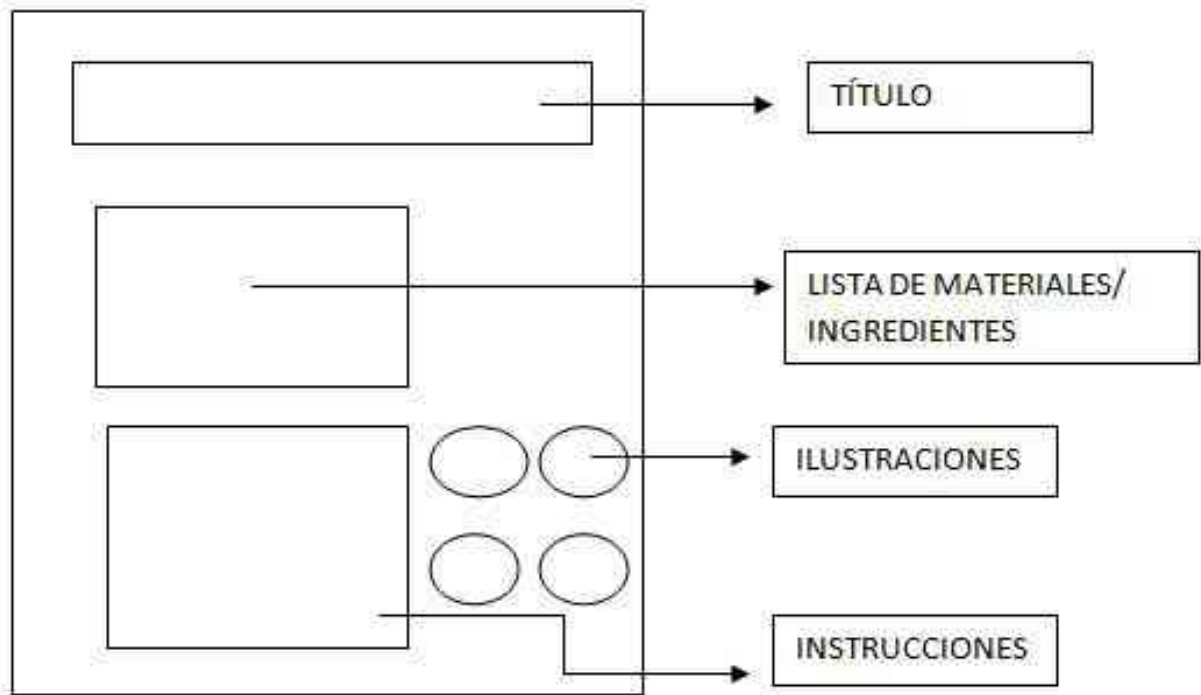 TÍTULO
LISTA DE MATERIALES/
INGREDIENTES
ILUSTRACIONES
INSTRUCCIONES